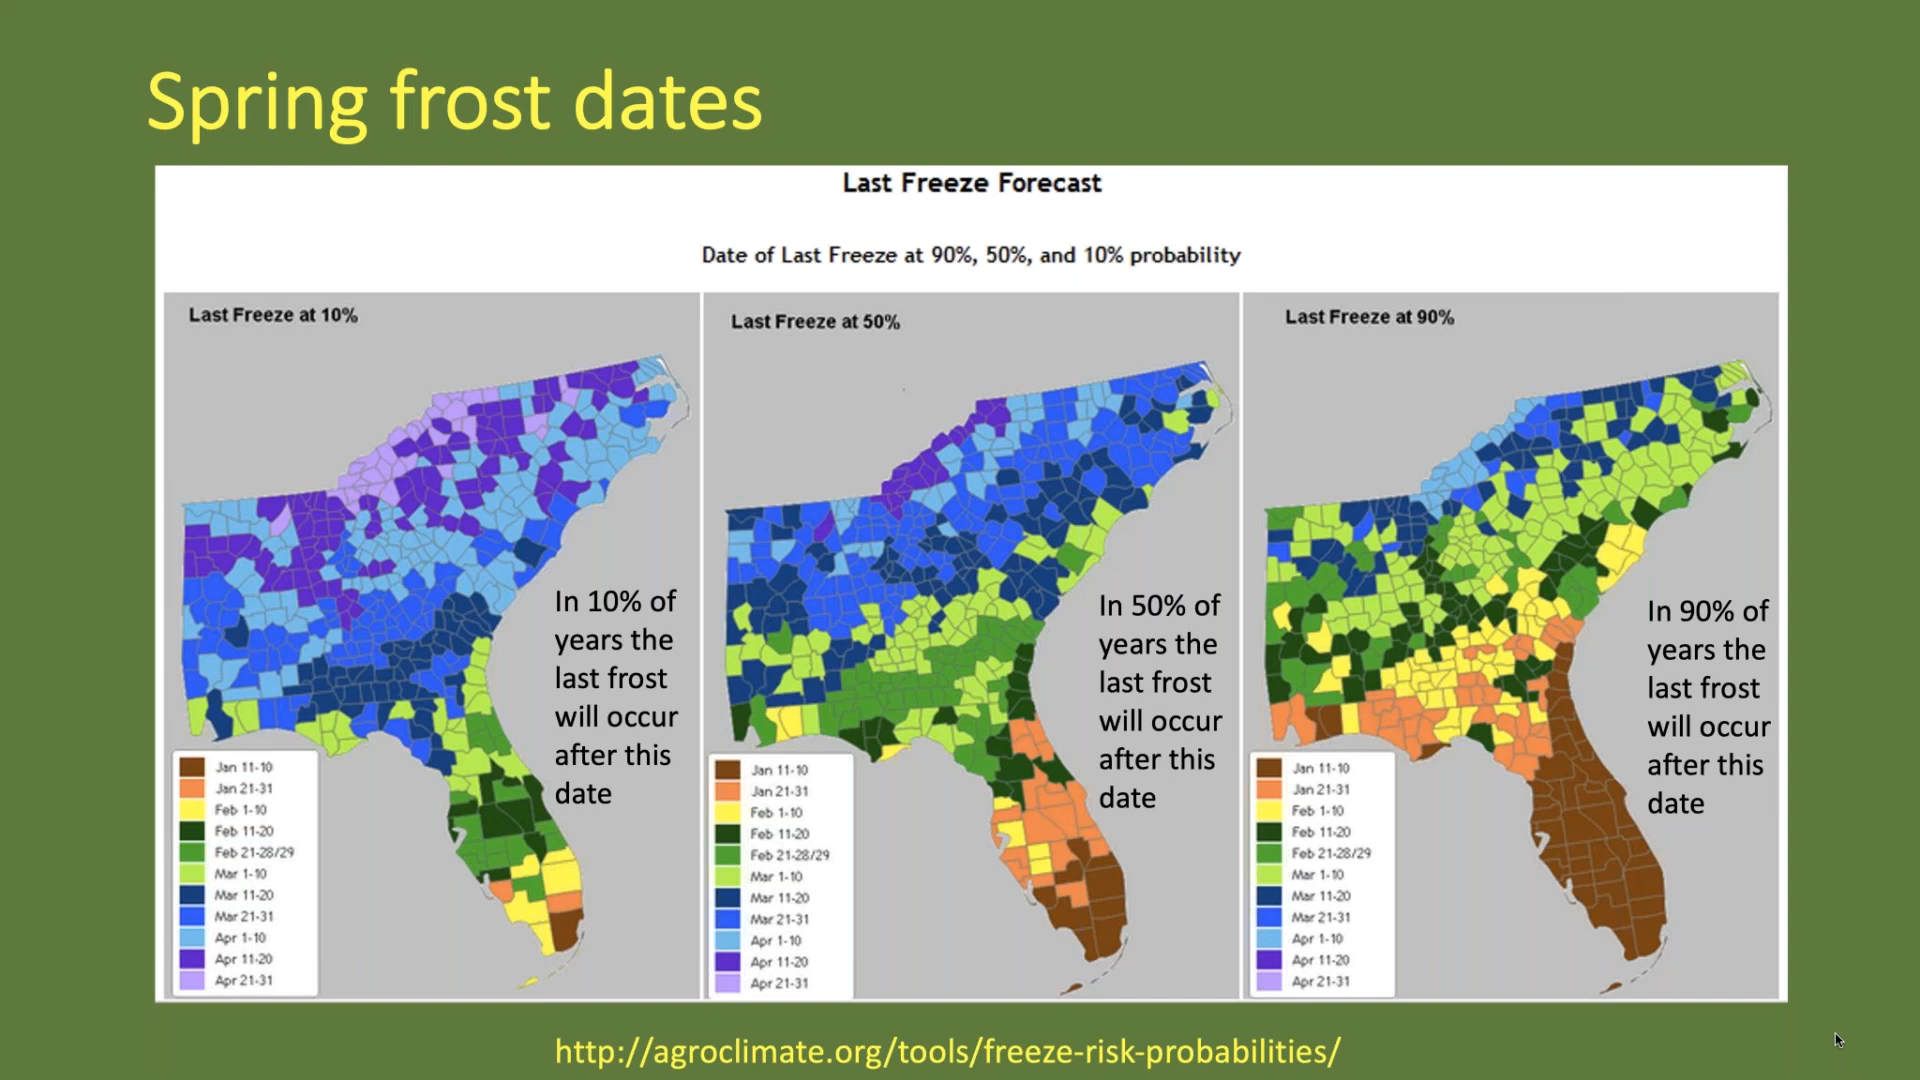 Spring frost dates
Last Freeze Forecast
Date of Last Freeze at 90%, 50%, and 10% probability
Last Freeze at 10%
In 10% of
years the
last frost
will occur
after this
date
Jan 11-10
Jan 21-31
Feb 1-10
Feb 11-20
Feb 21-28/29
Mar 1-10
Mar 11-20
Mar 21-31
Apr 1-10
Apr 11-20
Apr 21-31
Last Freeze at 50%
In 50% of
years the
last frost
will occur
after this
date
Jan 11-10
Jan 21-31
Feb 1-10
Feb 11-20
Feb 21-28/29
Mar 1-10
Mar 11-20
Mar 21-31
Apr 1-10
Apr 11-20
Apr 21-31
Last Freeze at 90%
In 90% of
years the
last frost
will occur
after this
date
Jan 11-10
Jan 21-31
Feb 1-10
Feb 11-20
Feb 21-28/29
Mar 1-10
Mar 11-20
Mar 21-31
Apr 1-10
Apr 11-20
Apr 21-31
http://agroclimate.org/tools/freeze-risk-probabilities/